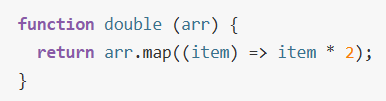 function double (arr) {
  return arr.map((item) => item * 2);
}